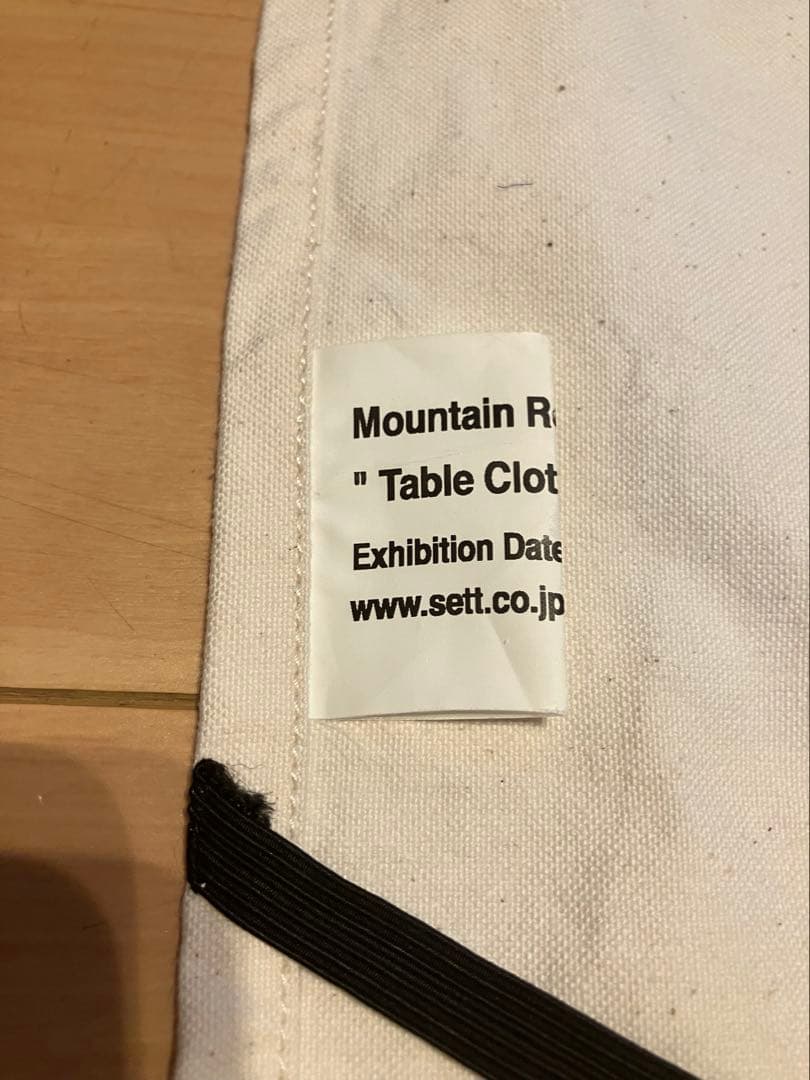 Mountain R
" Table Clot
Exhibition Date
www.sett.co.jp